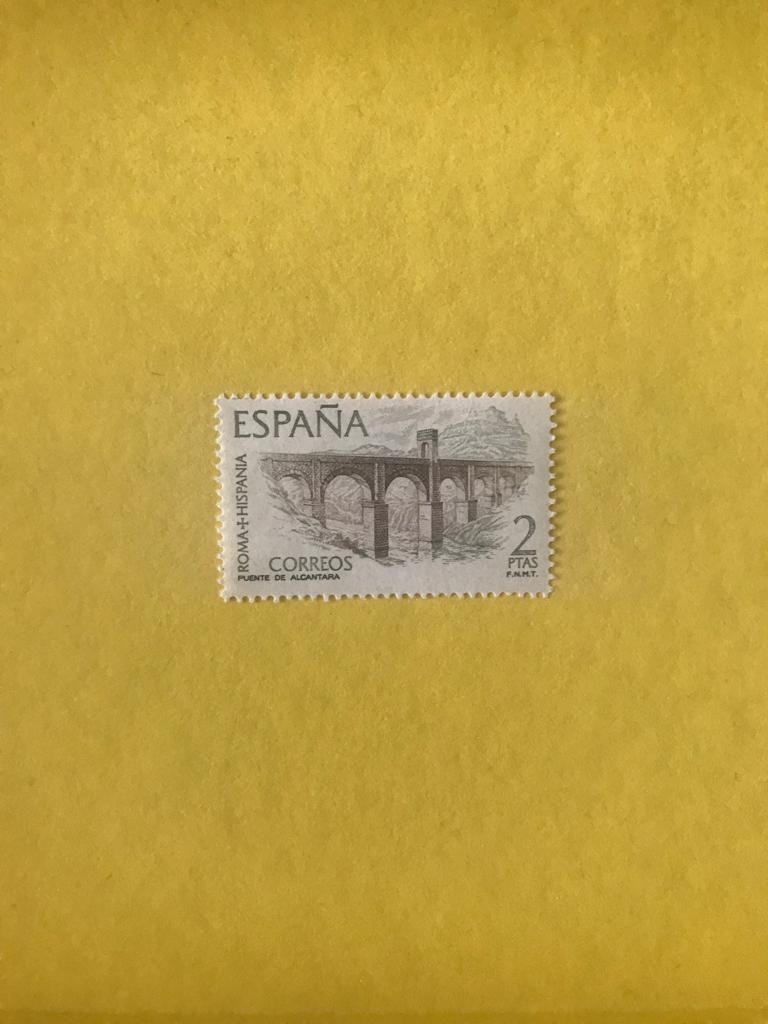 ESPAÑA
ROMA+HISPANIA
CORREOS
PUENTE DE ALCANTARA
2
PTAS
F.N.M.T.